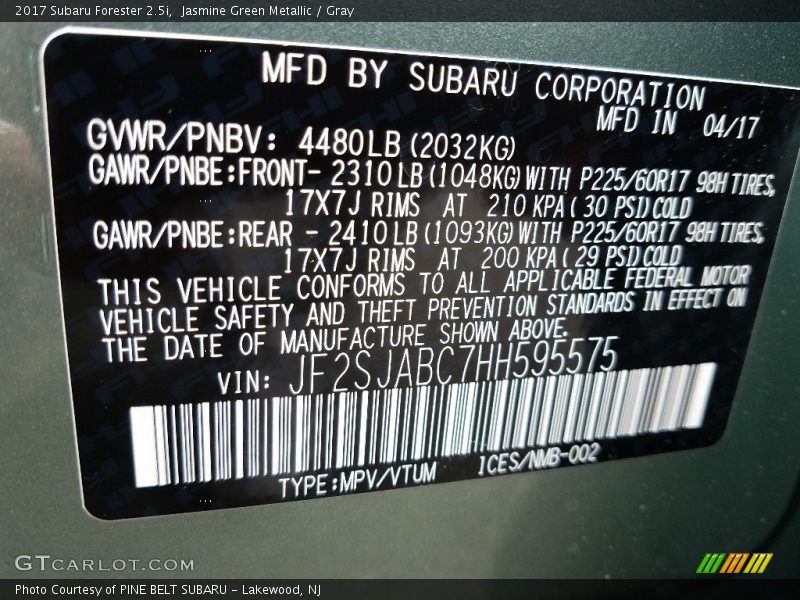 2017 Subaru Forester 2.5i, Jasmine Green Metallic / Gray
MFD BY SUBARU CORPORATION
MFD IN 04/17
GVWR/PNBV: 4480LB (2032KG)
GAWR/PNBE:FRONT- 2310LB (1048KG) WITH P225/60R17 98H TIRES,
17X7J RIMS AT 210 KPA ( 30 PSI) COLD
GAWR/PNBE:REAR - 2410LB (1093KG) WITH P225/60R17 98H TIRES,
17X7J RIMS AT 200 KPA ( 29 PSI) COLD
THIS VEHICLE CONFORMS TO ALL APPLICABLE FEDERAL MOTOR
VEHICLE SAFETY AND THEFT PREVENTION STANDARDS IN EFFECT ON
THE DATE OF MANUFACTURE SHOWN ABOVE.
VIN: JF2SJABC7HH595575
TYPE:MPV/VTUM ICES/NMB-002
GTCARLOT.COM
Photo Courtesy of PINE BELT SUBARU - Lakewood, NJ